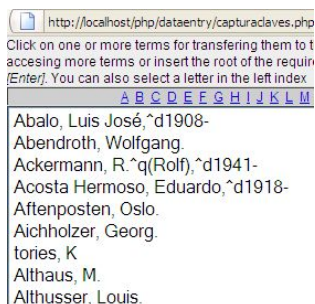 http://localhost/php/dataentry/capturaclaves.php
Click on one or more terms for transfering them to t
accesing more terms or insert the root of the require
[Enter]. You can also select a letter in the left index
A B C D E F G H I J K L M
Abalo, Luis José,^d1908-
Abendroth, Wolfgang.
Ackermann, R.^q(Rolf),^d1941-
Acosta Hermoso, Eduardo,^d1918-
Aftenposten, Oslo.
Aichholzer, Georg.
tories, K
Althaus, M.
Althusser, Louis.